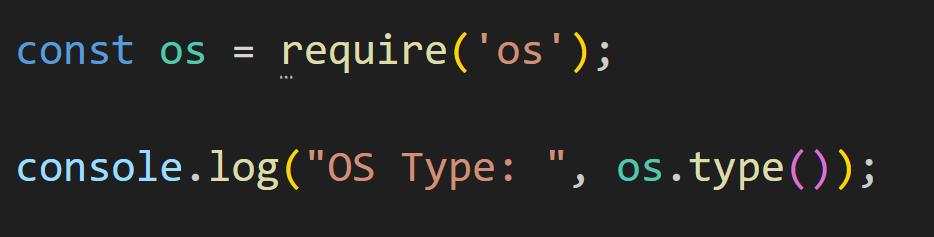 const os = require('os');
console.log("OS Type: ", os.type());